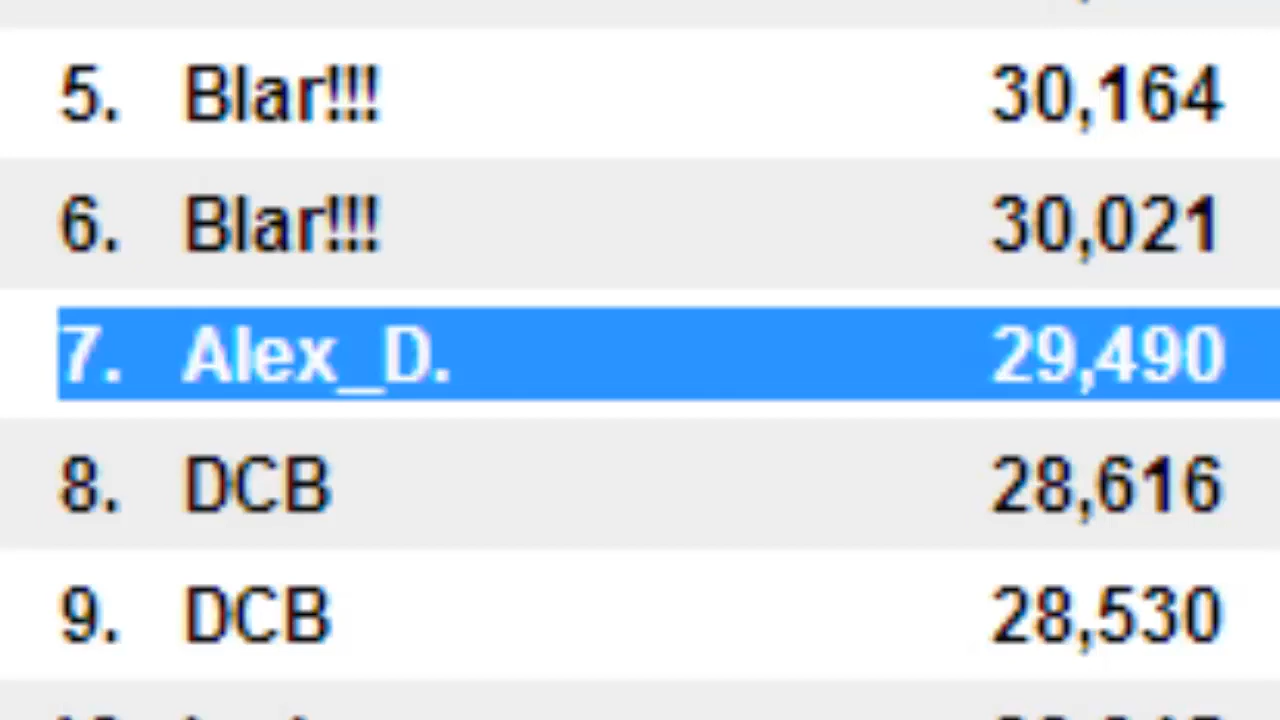 5. Blar!!! 30,164
6. Blar!!! 30,021
7. Alex_D. 29,490
8. DCB 28,616
9. DCB 28,530